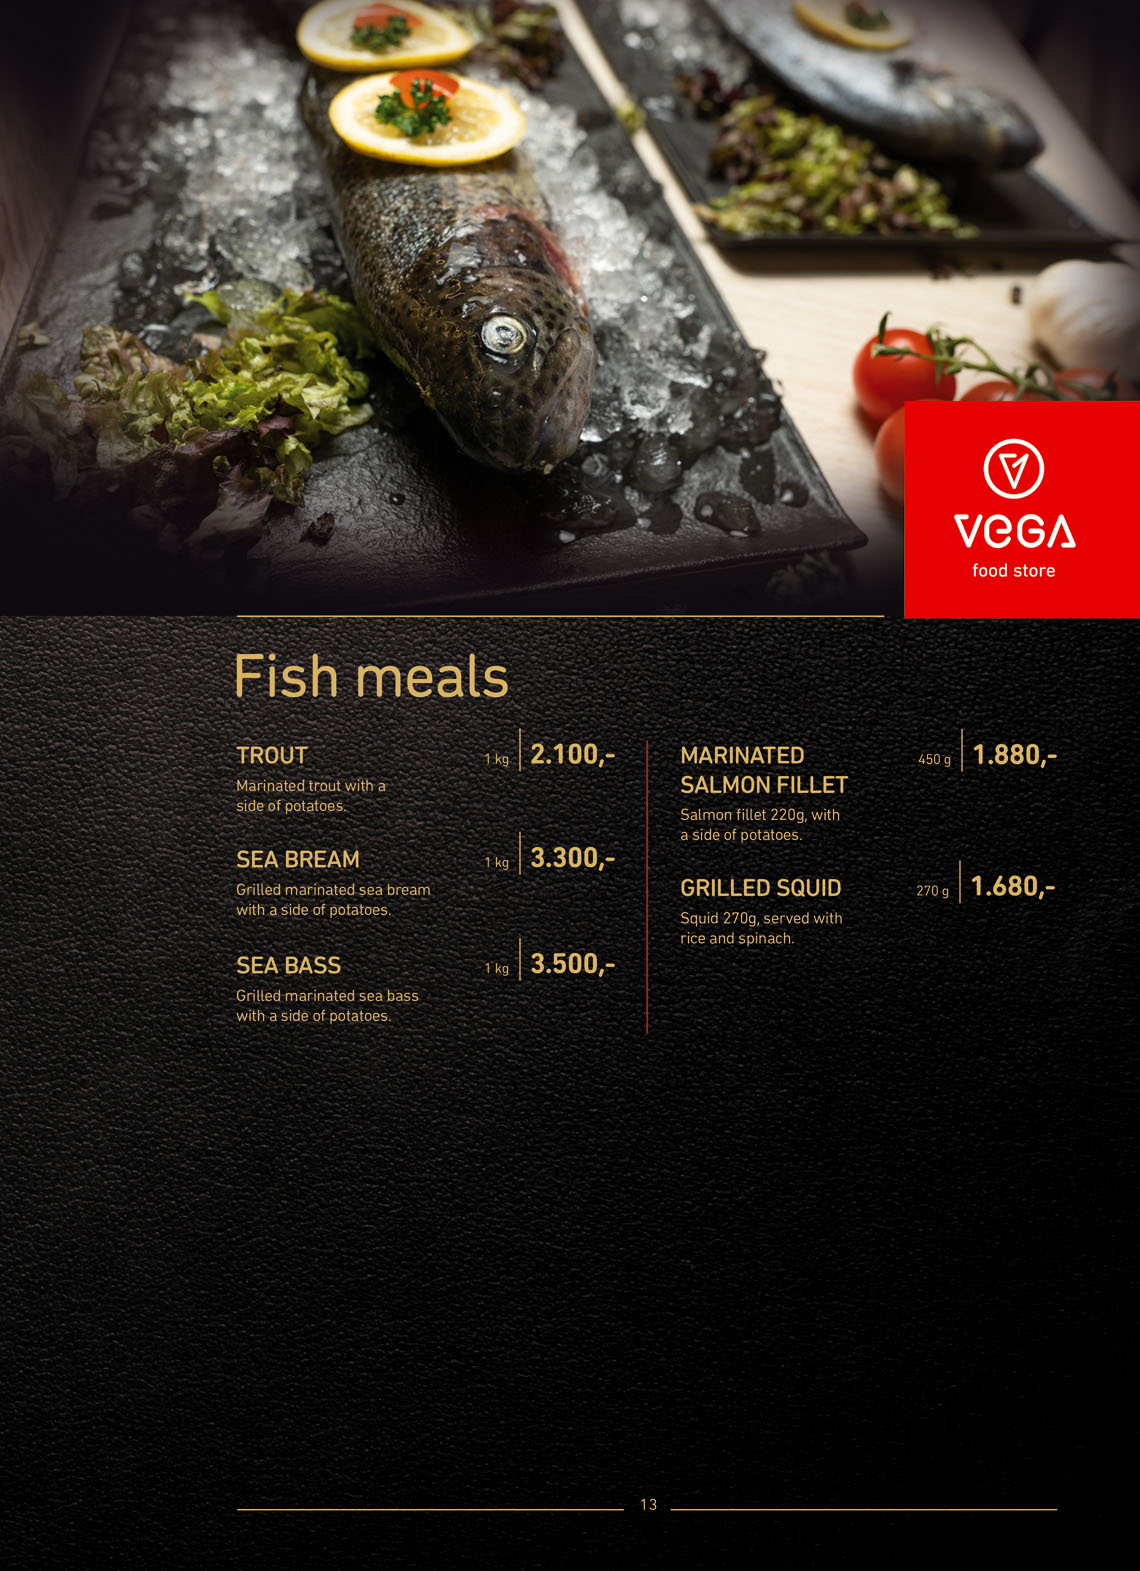 VEGA
food store
Fish meals
TROUT
1 kg
2.100,-
Marinated trout with a
side of potatoes.
SEA BREAM
1 kg
3.300,-
Grilled marinated sea bream
with a side of potatoes.
SEA BASS
1 kg
3.500,-
Grilled marinated sea bass
with a side of potatoes.
MARINATED
SALMON FILLET
450 g
1.880,-
Salmon fillet 220g, with
a side of potatoes.
GRILLED SQUID
270 g
1.680,-
Squid 270g, served with
rice and spinach.
13